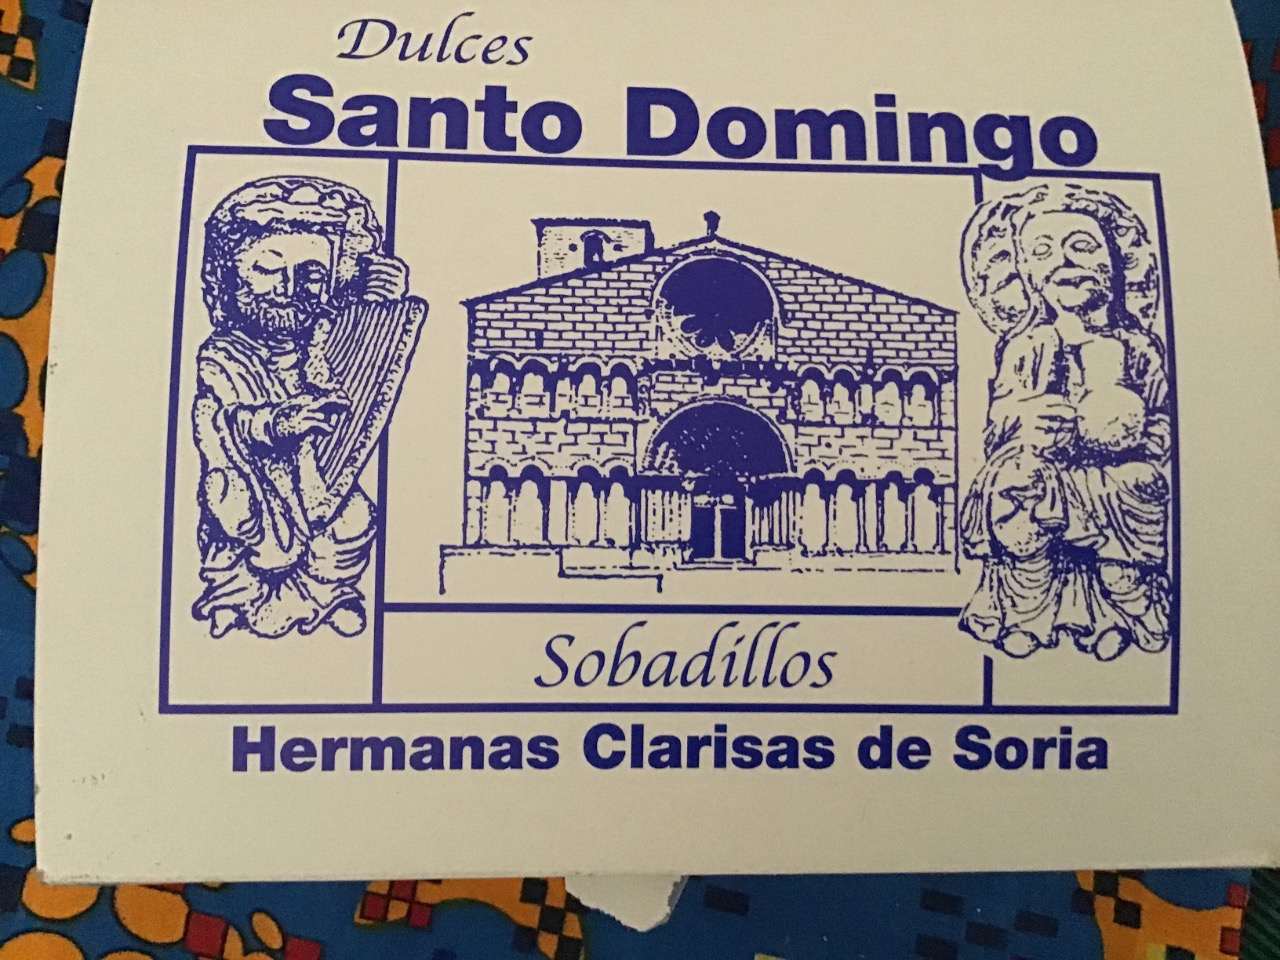 Dulces
Santo Domingo
Sobadillos
Hermanas Clarisas de Soria